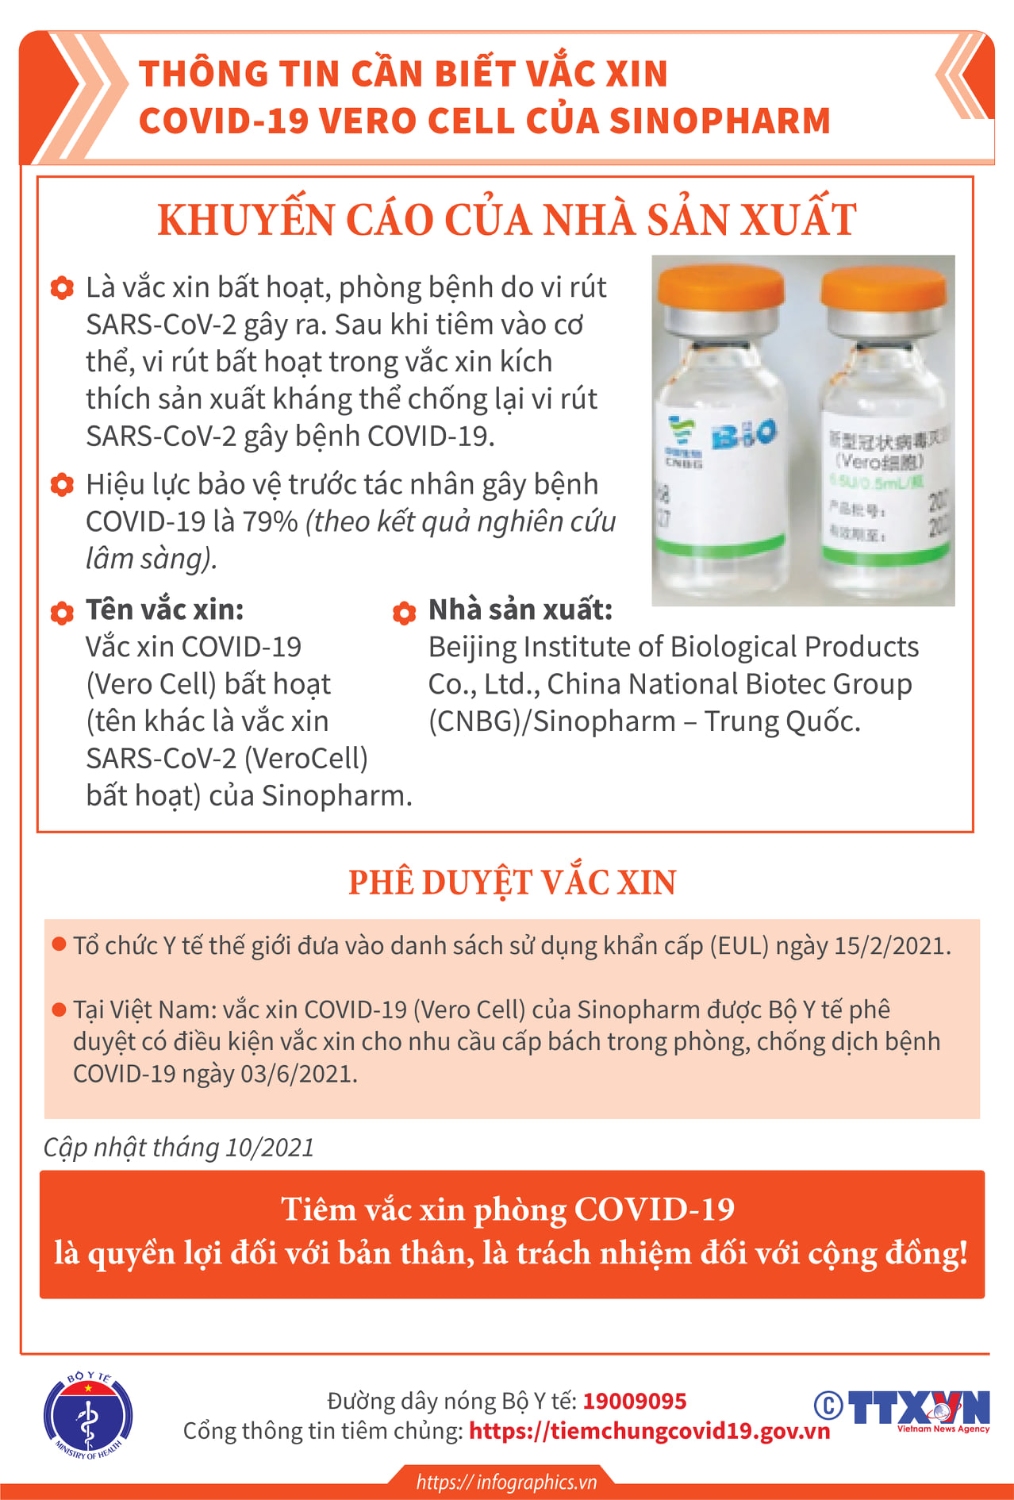 THÔNG TIN CẦN BIẾT VẮC XIN
COVID-19 VERO CELL CỦA SINOPHARM
KHUYẾN CÁO CỦA NHÀ SẢN XUẤT
Là vắc xin bất hoạt, phòng bệnh do vi rút
SARS-CoV-2 gây ra. Sau khi tiêm vào cơ
thể, vi rút bất hoạt trong vắc xin kích
thích sản xuất kháng thể chống lại vi rút
SARS-CoV-2 gây bệnh COVID-19.
Hiệu lực bảo vệ trước tác nhân gây bệnh
COVID-19 là 79% (theo kết quả nghiên cứu
lâm sàng).
中国生物
CNBG
新型冠状病毒灭
(Vero细胞)
6.5U/0.5mL/瓶
产品批号:
有效期至:
Tên vắc xin:
Vắc xin COVID-19
(Vero Cell) bất hoạt
(tên khác là vắc xin
SARS-CoV-2 (VeroCell)
bất hoạt) của Sinopharm.
Nhà sản xuất:
Beijing Institute of Biological Products
Co., Ltd., China National Biotec Group
(CNBG)/Sinopharm – Trung Quốc.
PHÊ DUYỆT VẮC XIN
Tổ chức Y tế thế giới đưa vào danh sách sử dụng khẩn cấp (EUL) ngày 15/2/2021.
Tại Việt Nam: vắc xin COVID-19 (Vero Cell) của Sinopharm được Bộ Y tế phê
duyệt có điều kiện vắc xin cho nhu cầu cấp bách trong phòng, chống dịch bệnh
COVID-19 ngày 03/6/2021.
Cập nhật tháng 10/2021
Tiêm vắc xin phòng COVID-19
là quyền lợi đối với bản thân, là trách nhiệm đối với cộng đồng!
BỘ Y TẾ
MINISTRY OF HEALTH
Đường dây nóng Bộ Y tế: 19009095
Cổng thông tin tiêm chủng: https://tiemchungcovid19.gov.vn
© TTXVN
Vietnam News Agency
https:// infographics.vn